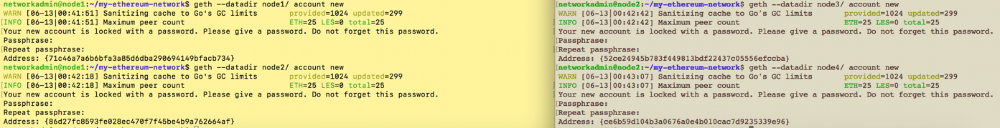 networkadmin@node1:~/my-ethereum-network$ geth --datadir node1/ account new
WARN [06-13|00:41:51] Sanitizing cache to Go's GC limits provided=1024 updated=299
INFO [06-13|00:41:51] Maximum peer count ETH=25 LES=0 total=25
Your new account is locked with a password. Please give a password. Do not forget this password.
Passphrase:
Repeat passphrase:
Address: {71c46a7a6b6bfa3a85d6dba290694149bfacb734}
networkadmin@node1:~/my-ethereum-network$ geth --datadir node2/ account new
WARN [06-13|00:42:18] Sanitizing cache to Go's GC limits provided=1024 updated=299
INFO [06-13|00:42:18] Maximum peer count ETH=25 LES=0 total=25
Your new account is locked with a password. Please give a password. Do not forget this password.
Passphrase:
Repeat passphrase:
Address: {86d27fc8593fe028ec470f7f45be4b9a762664af}
networkadmin@node2:~/my-ethereum-network$ geth --datadir node3/ account new
WARN [06-13|00:42:42] Sanitizing cache to Go's GC limits provided=1024 updated=299
INFO [06-13|00:42:42] Maximum peer count ETH=25 LES=0 total=25
Your new account is locked with a password. Please give a password. Do not forget this password.
Passphrase:
Repeat passphrase:
Address: {52ce24945b783f449813bdf22437c05556efccba}
networkadmin@node2:~/my-ethereum-network$ geth --datadir node4/ account new
WARN [06-13|00:43:07] Sanitizing cache to Go's GC limits provided=1024 updated=299
INFO [06-13|00:43:07] Maximum peer count ETH=25 LES=0 total=25
Your new account is locked with a password. Please give a password. Do not forget this password.
Passphrase:
Repeat passphrase:
Address: {ce6b59d104b3a0676a0e4b010cac7d9235339e96}